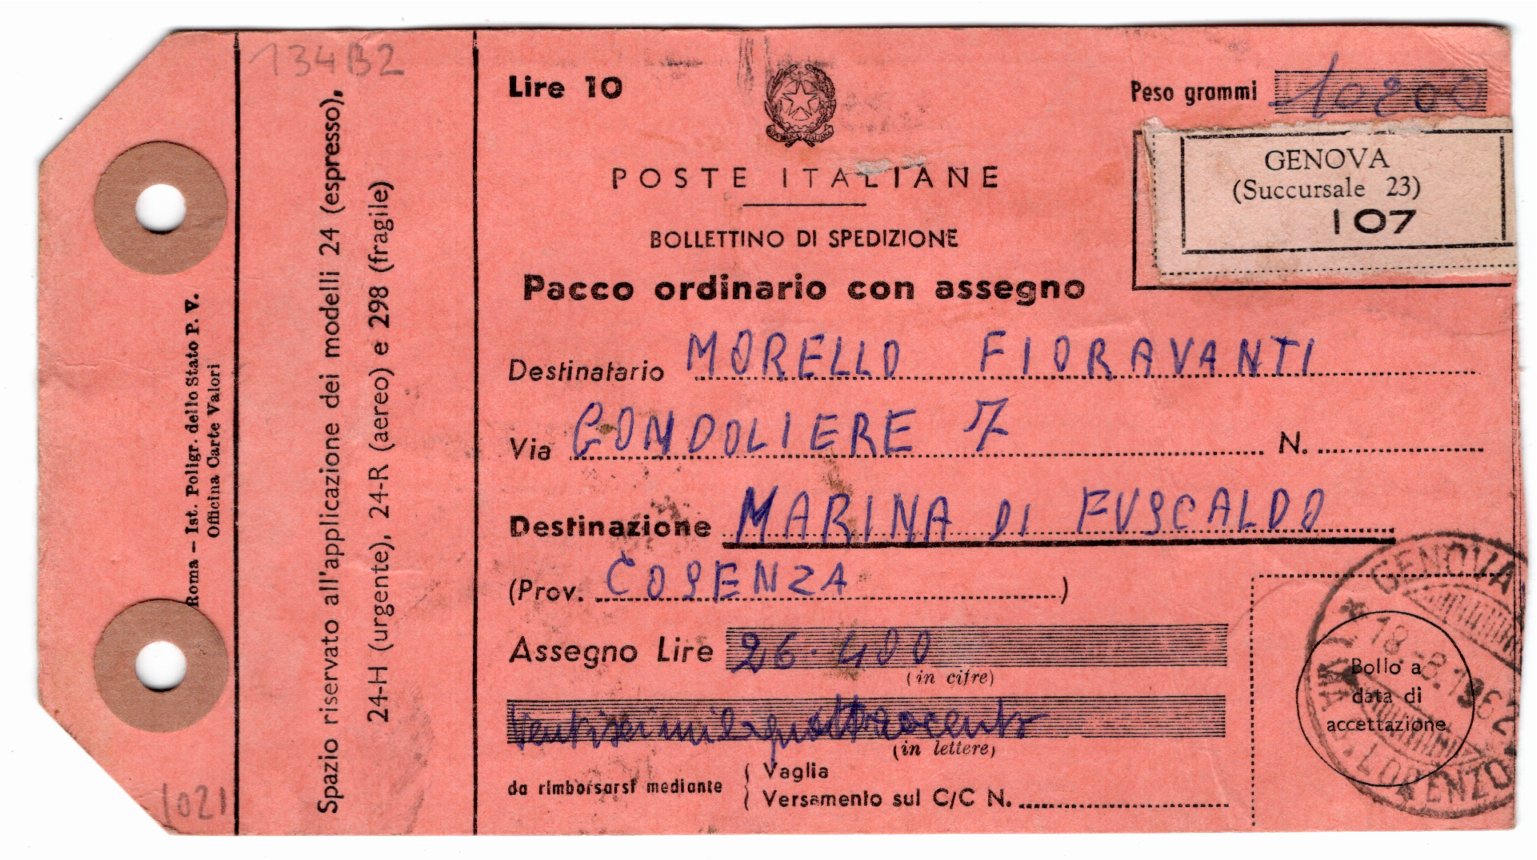 134B2
Lire 10
Peso grammi 10200
GENOVA
(Succursale 23)
107
POSTE ITALIANE
BOLLETTINO DI SPEDIZIONE
Pacco ordinario con assegno
Destinatario MORELLO FIORAVANTI
Via GONDOLIERE 7 N.
Destinazione MARINA DI FUSCALDO
(Prov. COSENZA )
Assegno Lire 26.400
(in cifre)
Ventiseimilaquattrocento
(in lettere)
da rimborsarsi mediante
Vaglia
Versamento sul C/C N.
Bollo a
data di
accettazione
GENOVA
18.-8.1962
LORENZO
Spazio riservato all'applicazione dei modelli 24 (espresso),
24-H (urgente), 24-R (aereo) e 298 (fragile)
Roma – Ist. Poligr. dello Stato P. V.
Officina Carte Valori
1021